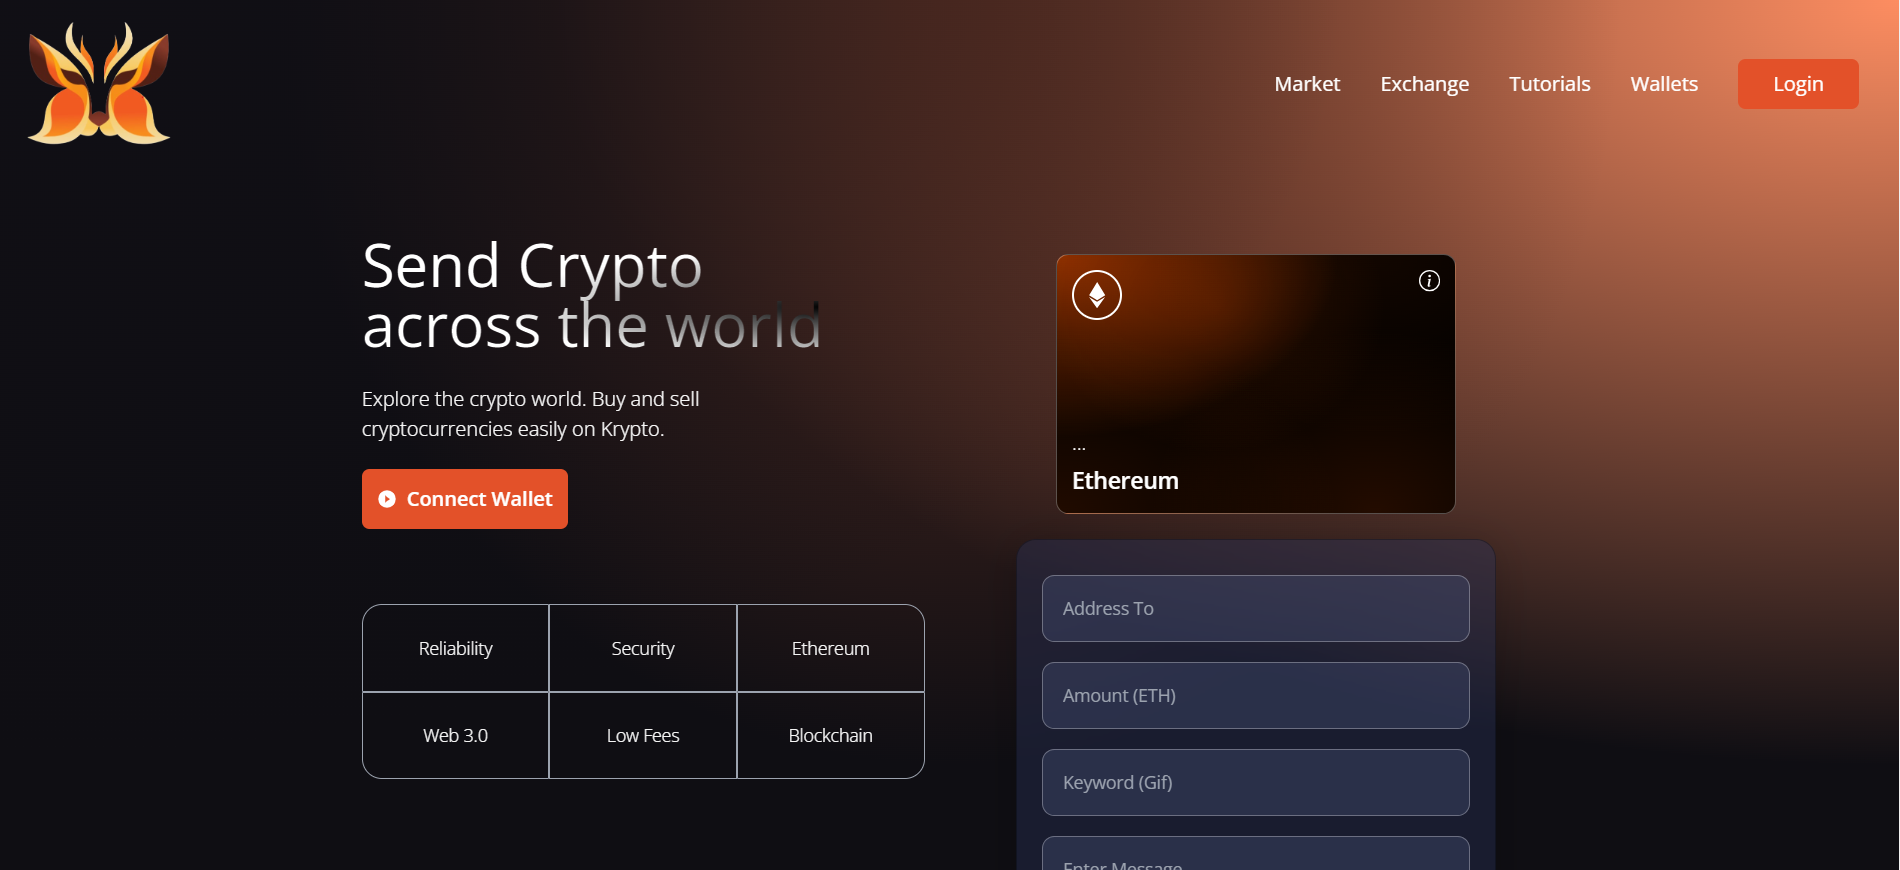 Market
Exchange
Tutorials
Wallets
Login
Send Crypto
across the world
Explore the crypto world. Buy and sell
cryptocurrencies easily on Krypto.
Connect Wallet
Reliability
Security
Ethereum
Web 3.0
Low Fees
Blockchain
...
Ethereum
Address To
Amount (ETH)
Keyword (Gif)
Enter Message